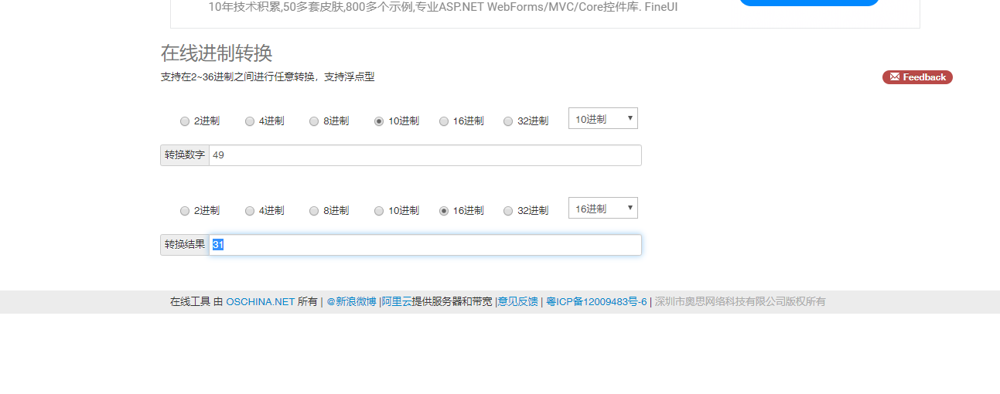 10年技术积累,50多套皮肤,800多个示例,专业ASP.NET WebForms/MVC/Core控件库. FineUI
在线进制转换
支持在2~36进制之间进行任意转换，支持浮点型
Feedback
2进制 4进制 8进制 10进制 16进制 32进制 10进制
转换数字 49
2进制 4进制 8进制 10进制 16进制 32进制 16进制
转换结果 31
在线工具 由 OSCHINA.NET 所有 | @新浪微博 |阿里云提供服务器和带宽 |意见反馈 | 粤ICP备12009483号-6 | 深圳市奥思网络科技有限公司版权所有